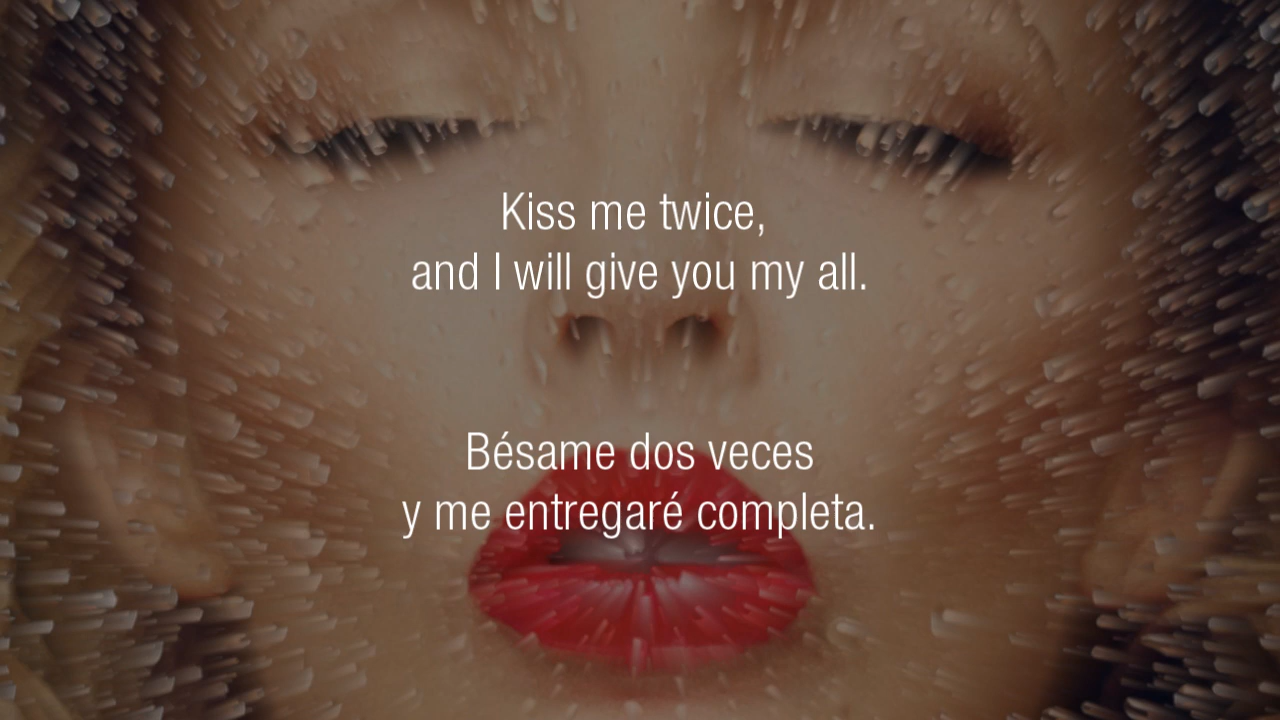 Kiss me twice,
and I will give you my all.
Bésame dos veces
y me entregaré completa.